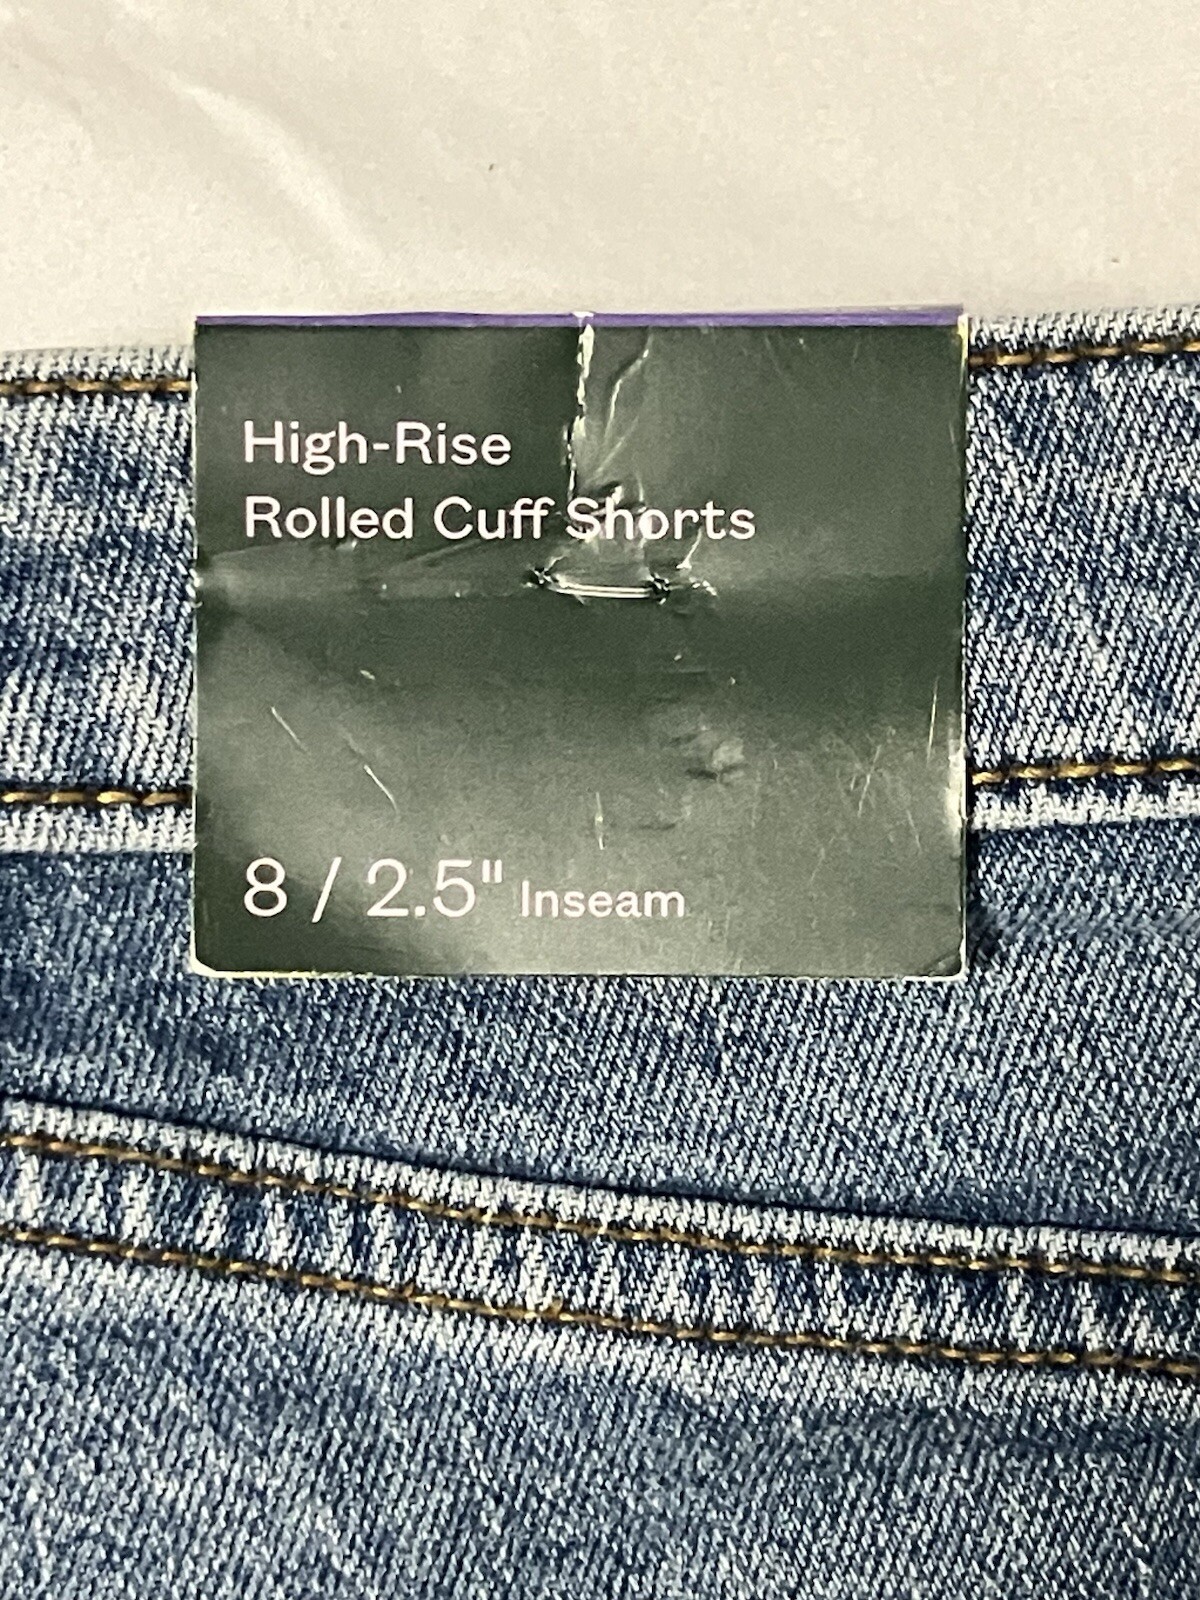 High-Rise
Rolled Cuff Shorts
8 / 2.5" Inseam